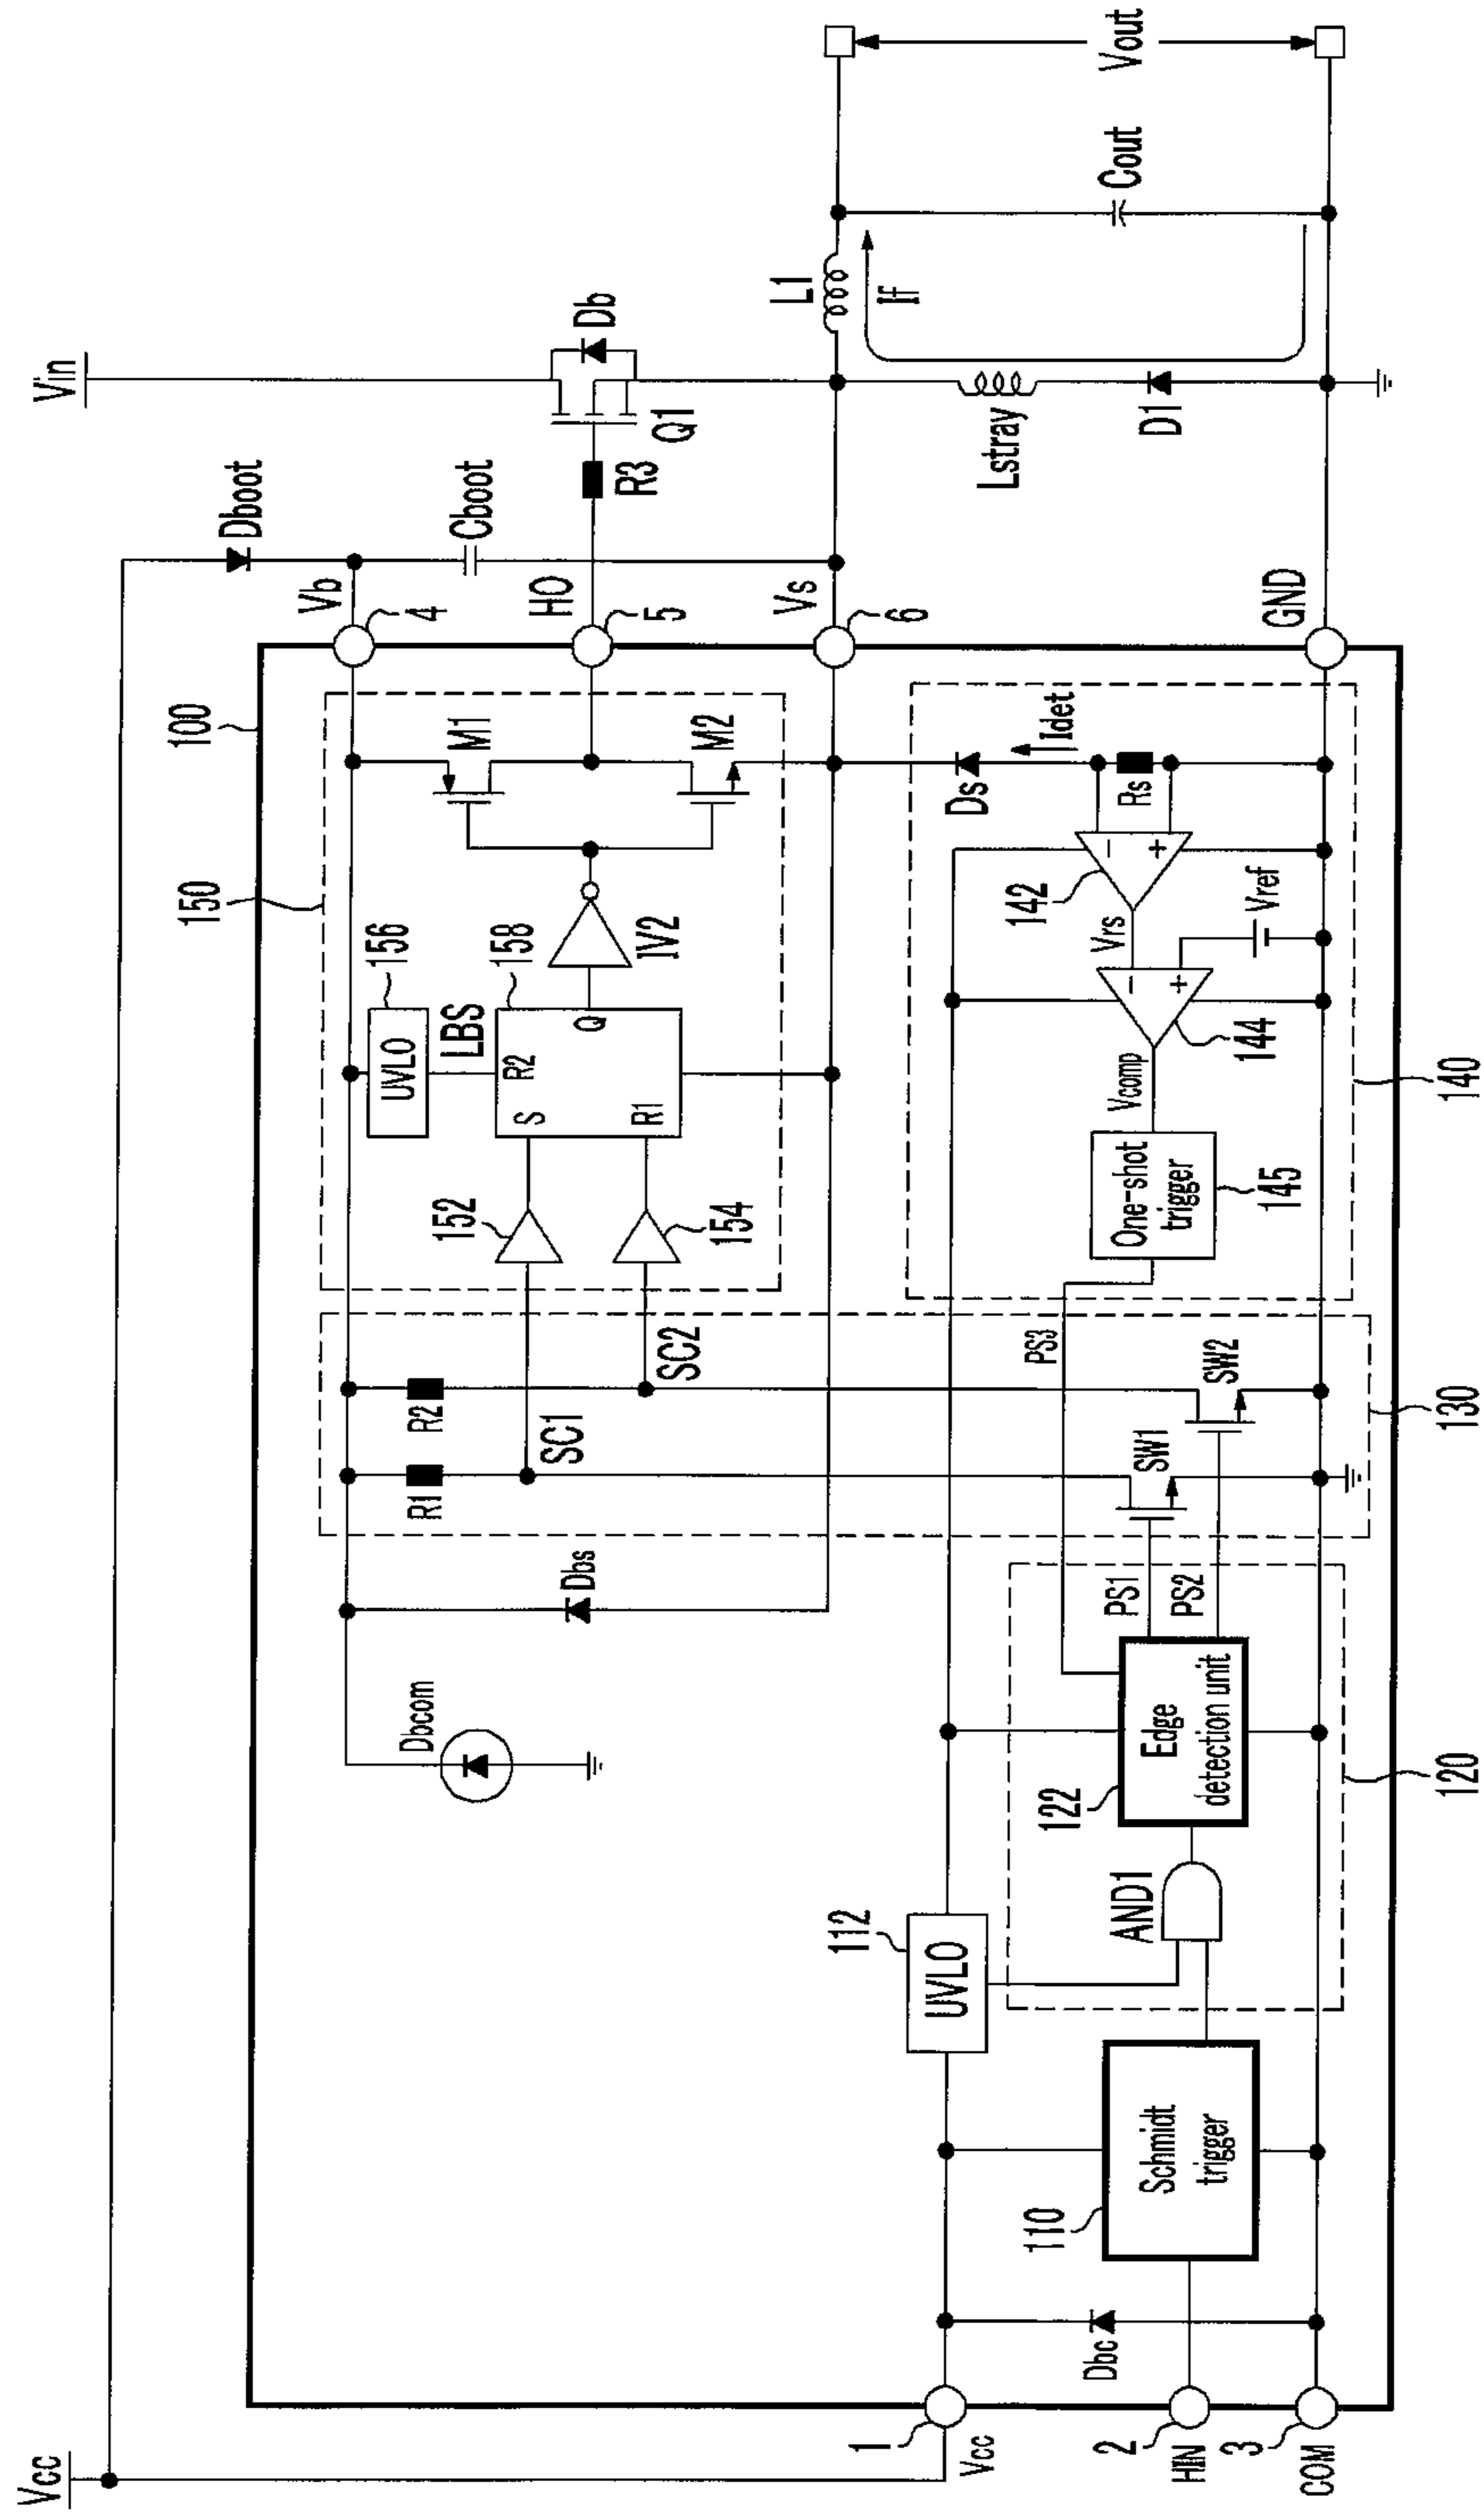 Vcc
Vin
Dboot
Vb
4
Cboot
HO
5
R3
Q1
Db
Vs
6
L1
If
Lstray
D1
Cout
Vout
GND
100
150
M1
M2
156
UVLO
LBS
158
S
R2
Q
R1
IV2
152
154
R1
R2
SC1
SC2
Dbs
Dbcom
Ds
Idet
Rs
142
−
+
Vrs
Vref
−
+
144
Vcomp
One-shot
trigger
145
140
PS3
SW1
SW2
130
PS1
PS2
122
Edge
detection unit
120
AND1
112
UVLO
110
Schmidt
trigger
Dbc
1
Vcc
2
HIN
3
COM